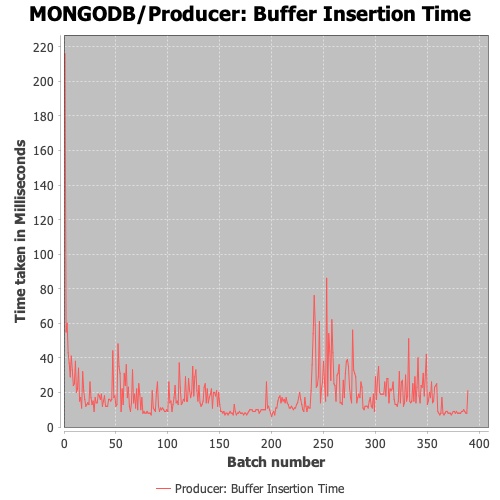 MONGODB/Producer: Buffer Insertion Time
220
200
180
160
140
120
100
80
60
40
20
0
Time taken in Milliseconds
0 50 100 150 200 250 300 350 400
Batch number
Producer: Buffer Insertion Time